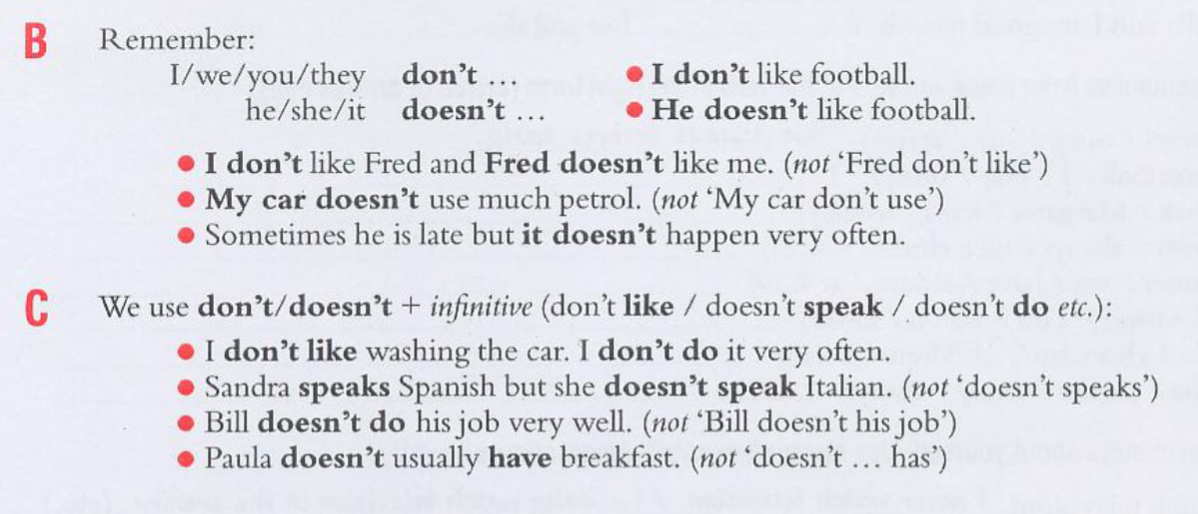 B Remember:
I/we/you/they don't ... ● I don't like football.
he/she/it doesn't ... ● He doesn't like football.
● I don't like Fred and Fred doesn't like me. (not 'Fred don't like')
● My car doesn't use much petrol. (not 'My car don't use')
● Sometimes he is late but it doesn't happen very often.
C We use don't/doesn't + infinitive (don't like / doesn't speak / doesn't do etc.):
● I don't like washing the car. I don't do it very often.
● Sandra speaks Spanish but she doesn't speak Italian. (not 'doesn't speaks')
● Bill doesn't do his job very well. (not 'Bill doesn't his job')
● Paula doesn't usually have breakfast. (not 'doesn't ... has')